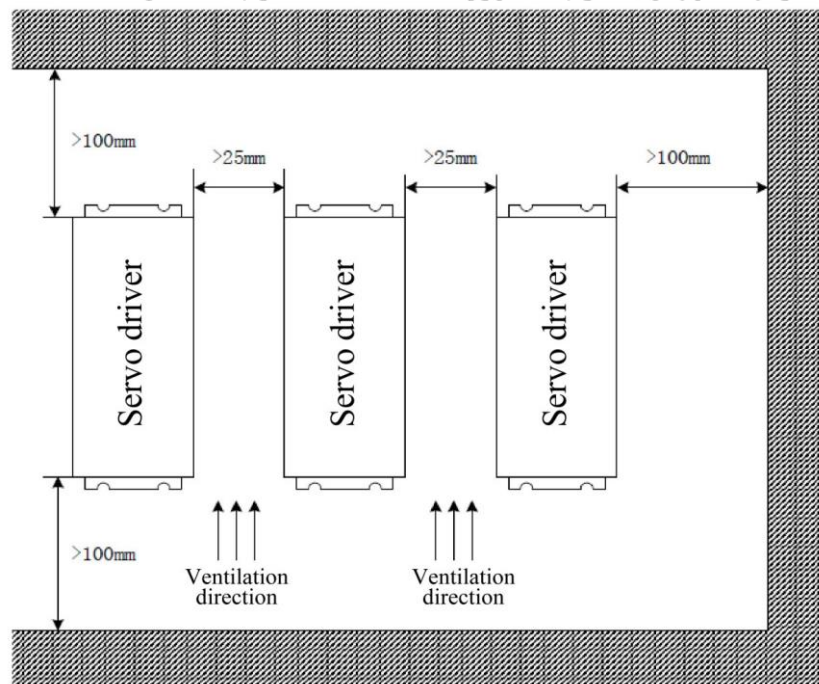 >100mm
>25mm
>25mm
>100mm
Servo driver
Servo driver
Servo driver
>100mm
Ventilation
direction
Ventilation
direction